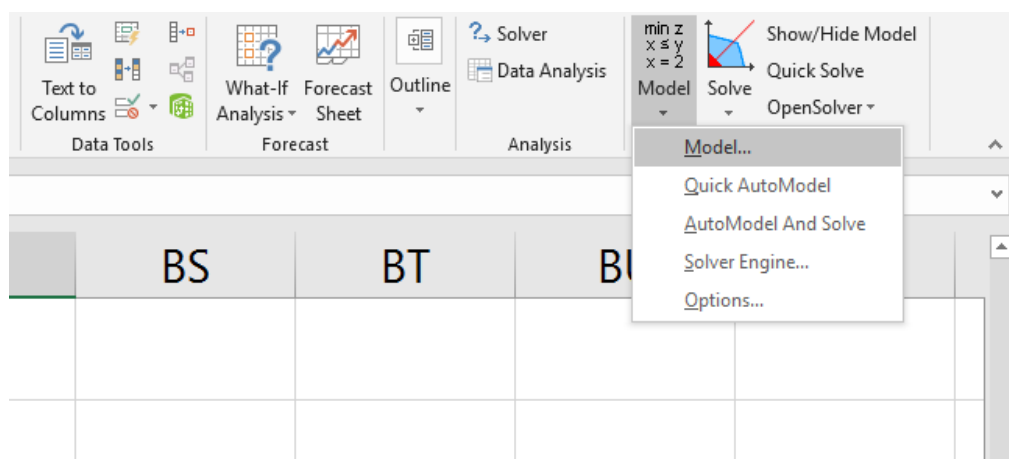 Text to
Columns
Data Tools
What-If
Analysis
Forecast
Sheet
Forecast
Outline
Solver
Data Analysis
Analysis
min z
x ≤ y
x = 2
Model
Solve
Show/Hide Model
Quick Solve
OpenSolver
Model...
Quick AutoModel
AutoModel And Solve
Solver Engine...
Options...
BS
BT